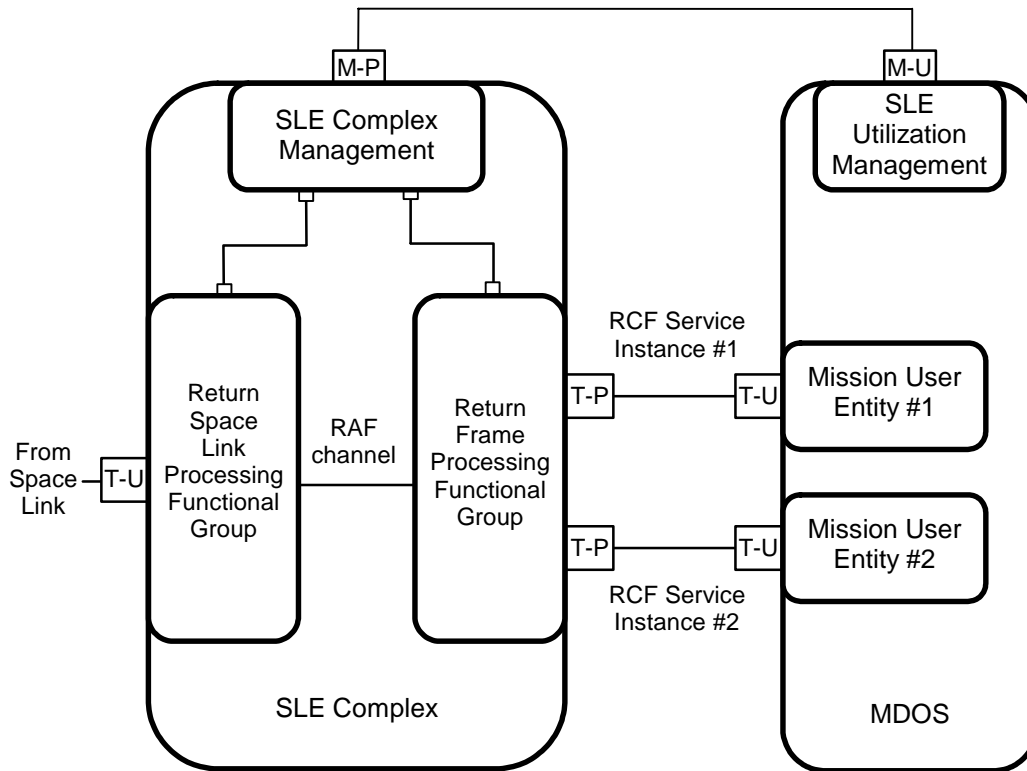 M-P
M-U
SLE Complex
Management
SLE
Utilization
Management
RCF Service
Instance #1
Mission User
Entity #1
T-P
T-U
Return
Space
Link
Processing
Functional
Group
RAF
channel
Return
Frame
Processing
Functional
Group
From
Space
Link
T-U
Mission User
Entity #2
T-P
T-U
RCF Service
Instance #2
SLE Complex
MDOS